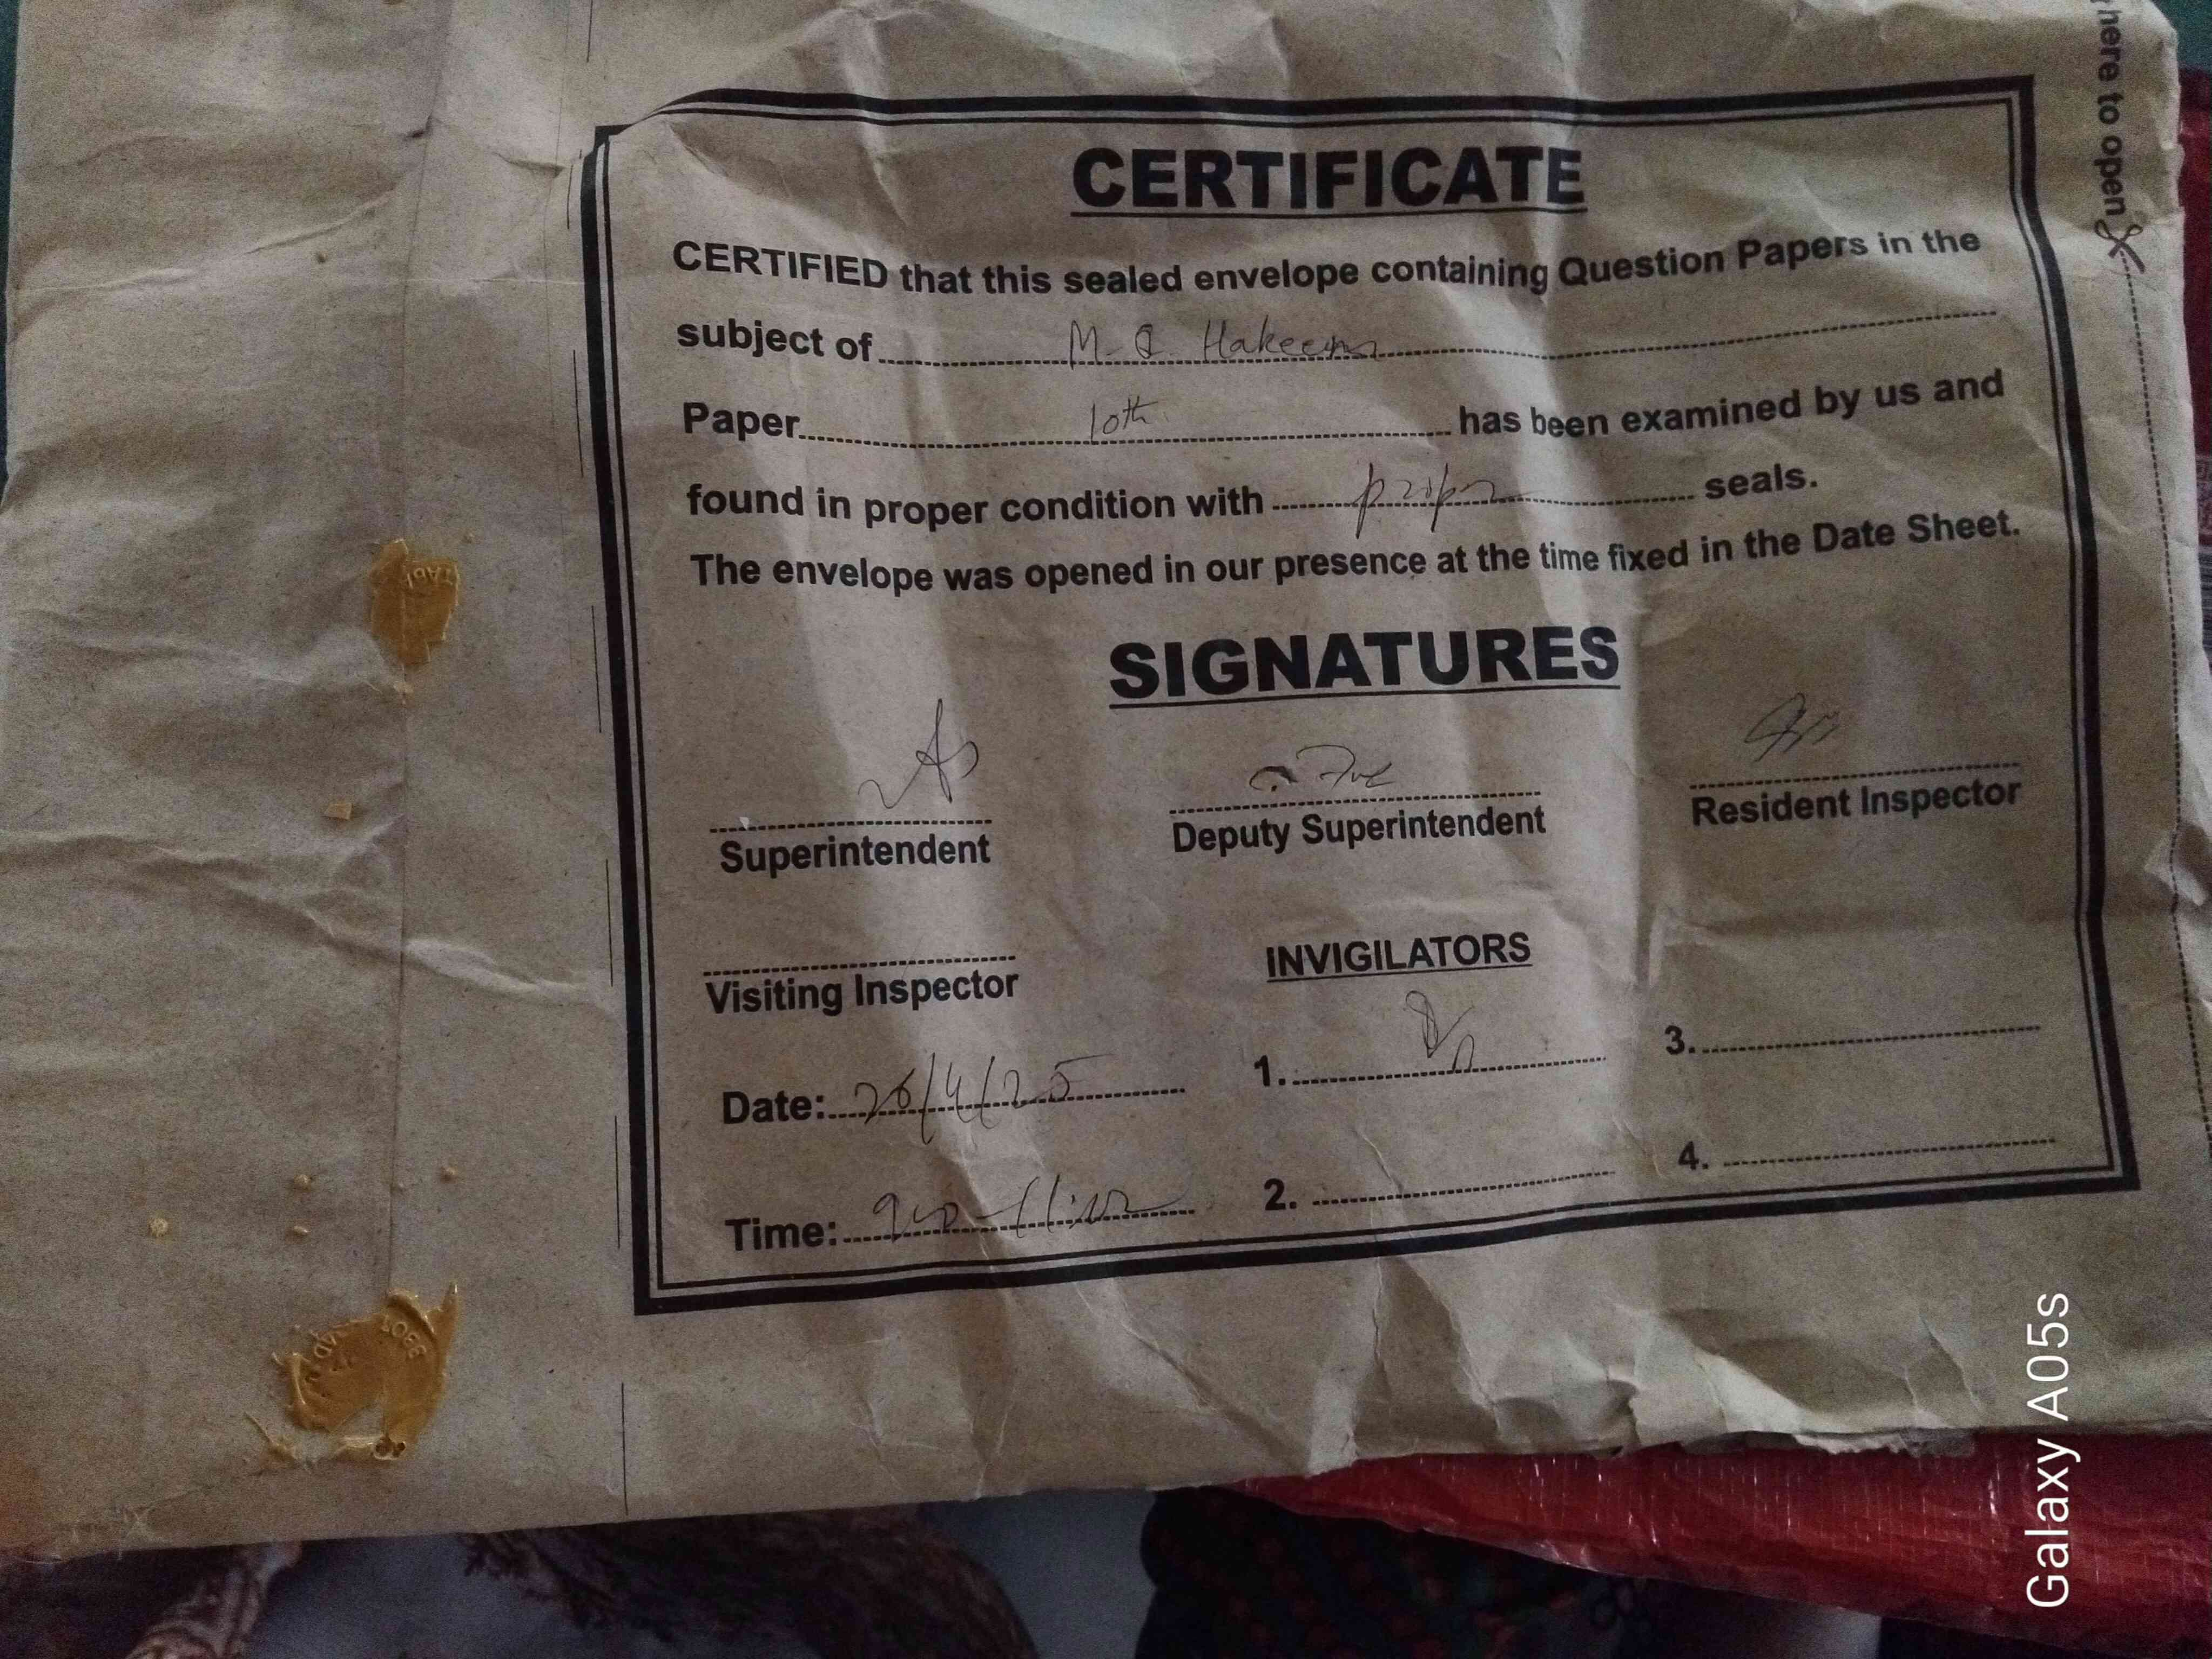 here to open
CERTIFICATE
CERTIFIED that this sealed envelope containing Question Papers in the
subject of M. Q. Hakeem
Paper 10th has been examined by us and
found in proper condition with proper seals.
The envelope was opened in our presence at the time fixed in the Date Sheet.
SIGNATURES
Superintendent
Deputy Superintendent
Resident Inspector
Visiting Inspector
INVIGILATORS
Date: 26/4/25
1.
3.
Time:
2.
4.
Galaxy A05s